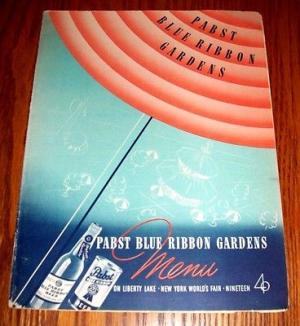 PABST
BLUE RIBBON
GARDENS
PABST BLUE RIBBON GARDENS
Menu
ON LIBERTY LAKE · NEW YORK WORLD'S FAIR · NINETEEN 40
Pabst